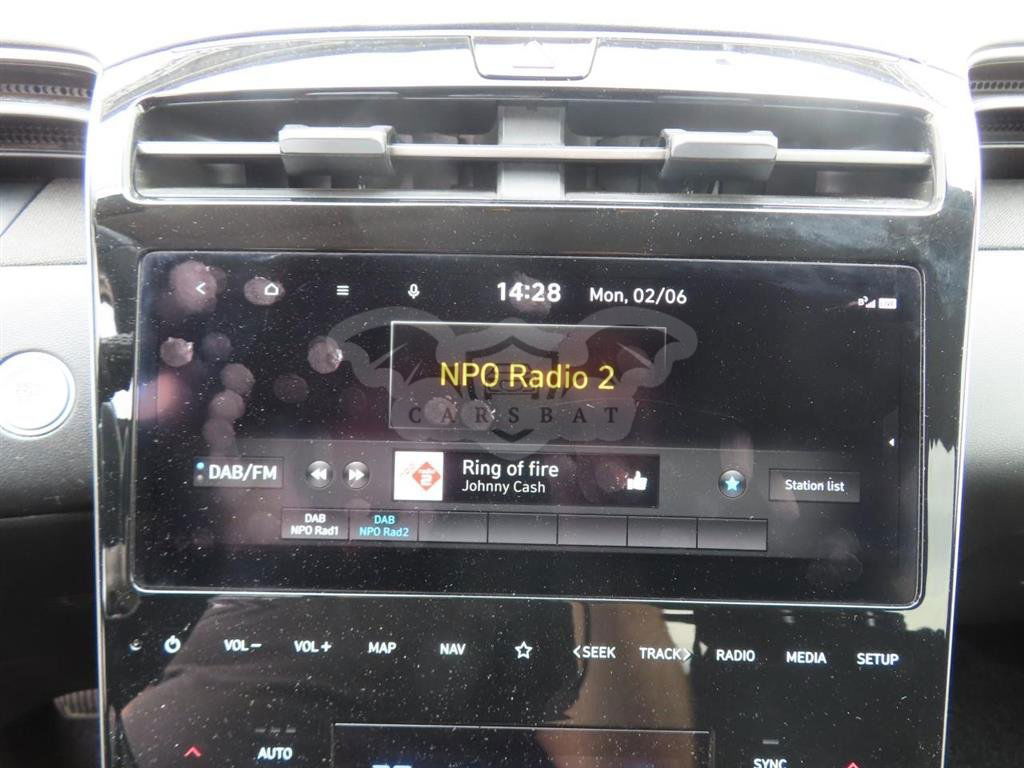 14:28 Mon, 02/06
LIVE
NPO Radio 2
CARSBAT
DAB/FM
Ring of fire
Johnny Cash
Station list
DAB
NPO Rad1
DAB
NPO Rad2
VOL− VOL+ MAP NAV <SEEK TRACK> RADIO MEDIA SETUP
AUTO
SYNC